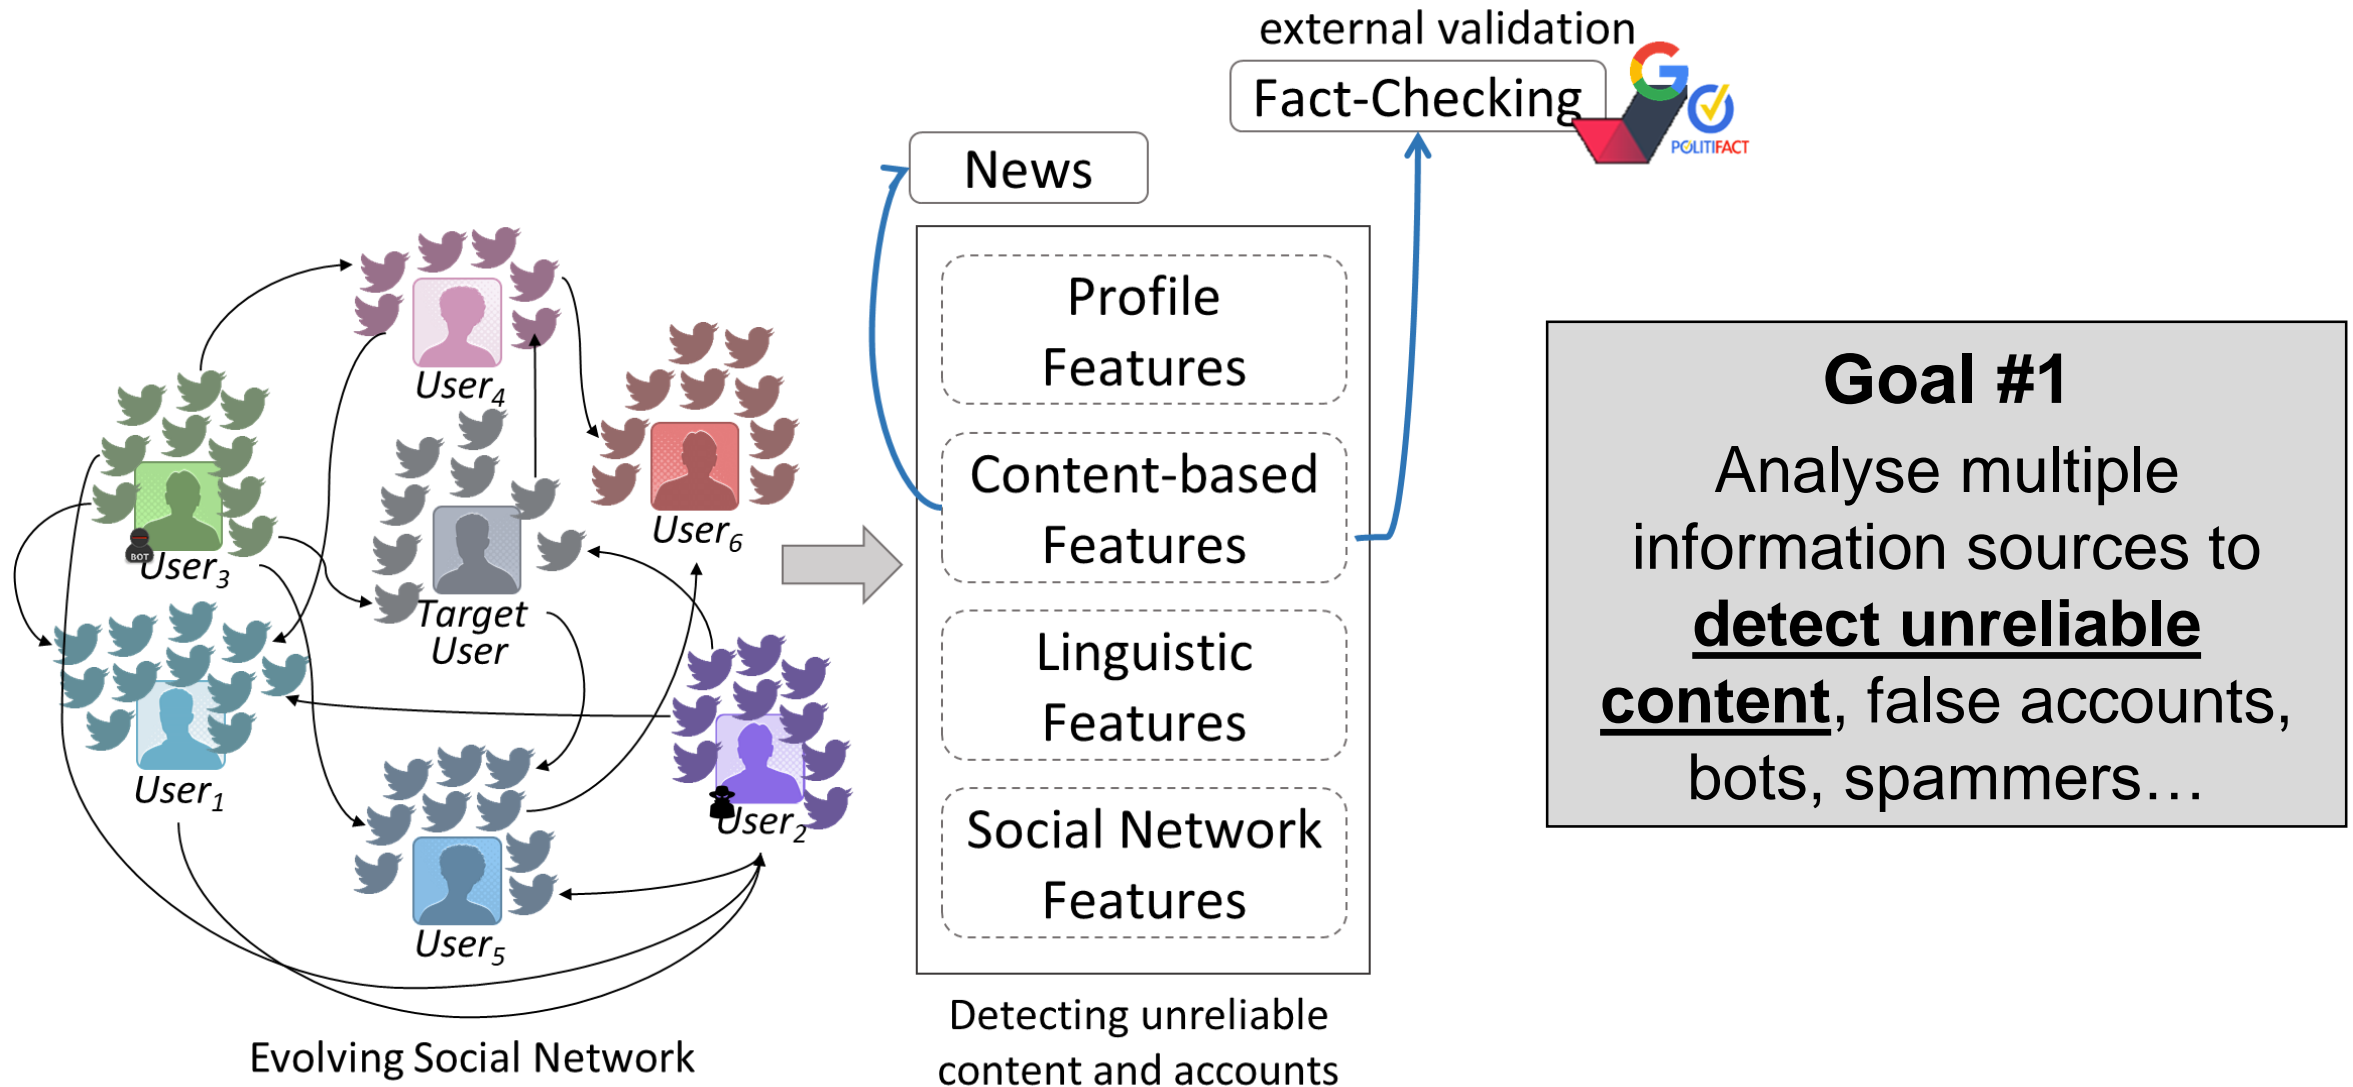 external validation
Fact-Checking
POLITIFACT
News
Profile
Features
Content-based
Features
Linguistic
Features
Social Network
Features
Detecting unreliable
content and accounts
User4
User6
BOT
User3
Target
User
User1
User2
User5
Evolving Social Network
Goal #1
Analyse multiple
information sources to
detect unreliable
content, false accounts,
bots, spammers…